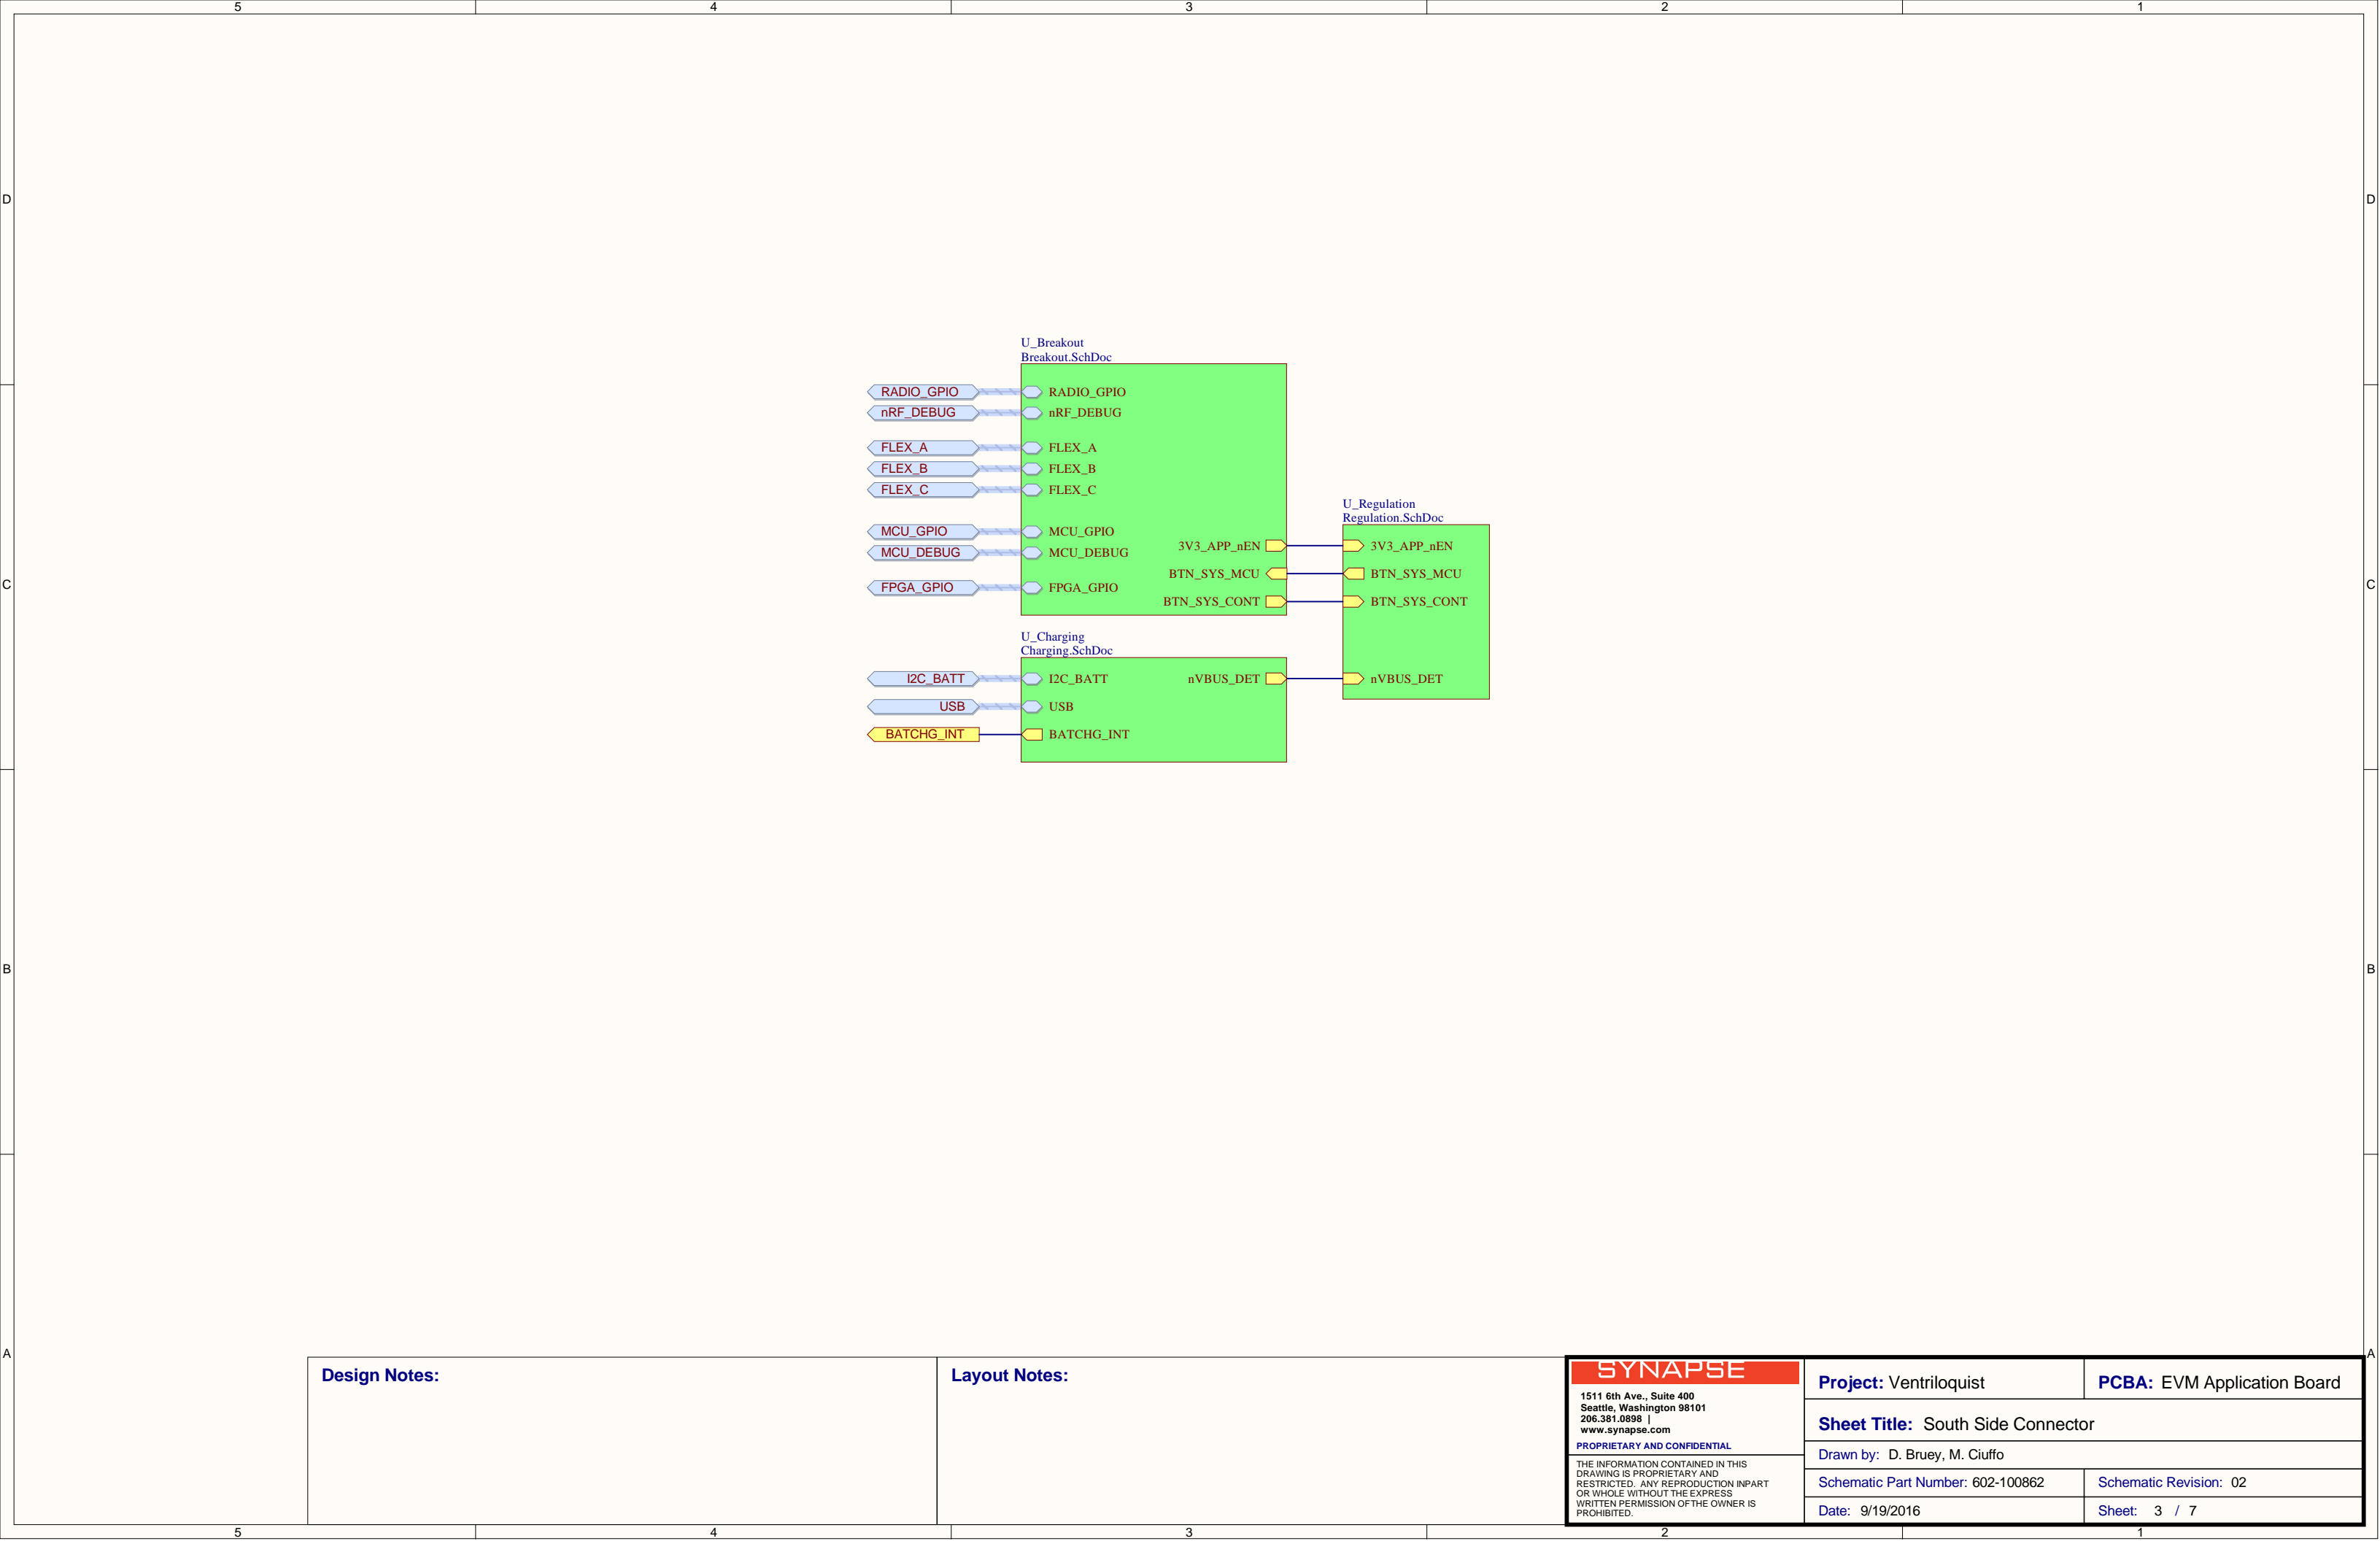 5 4 3 2 1
D D
U_Breakout
Breakout.SchDoc
RADIO_GPIO RADIO_GPIO
nRF_DEBUG nRF_DEBUG
FLEX_A FLEX_A
FLEX_B FLEX_B
FLEX_C FLEX_C
U_Regulation
Regulation.SchDoc
MCU_GPIO MCU_GPIO
3V3_APP_nEN 3V3_APP_nEN
MCU_DEBUG MCU_DEBUG
BTN_SYS_MCU BTN_SYS_MCU
C C
FPGA_GPIO FPGA_GPIO
BTN_SYS_CONT BTN_SYS_CONT
U_Charging
Charging.SchDoc
I2C_BATT I2C_BATT nVBUS_DET nVBUS_DET
USB USB
BATCHG_INT BATCHG_INT
B B
A A
Design Notes:
Layout Notes:
SYNAPSE
1511 6th Ave., Suite 400
Seattle, Washington 98101
206.381.0898 |
www.synapse.com
PROPRIETARY AND CONFIDENTIAL
THE INFORMATION CONTAINED IN THIS
DRAWING IS PROPRIETARY AND
RESTRICTED. ANY REPRODUCTION INPART
OR WHOLE WITHOUT THE EXPRESS
WRITTEN PERMISSION OF THE OWNER IS
PROHIBITED.
Project: Ventriloquist
PCBA: EVM Application Board
Sheet Title: South Side Connector
Drawn by: D. Bruey, M. Ciuffo
Schematic Part Number: 602-100862
Schematic Revision: 02
Date: 9/19/2016
Sheet: 3 / 7
5 4 3 2 1